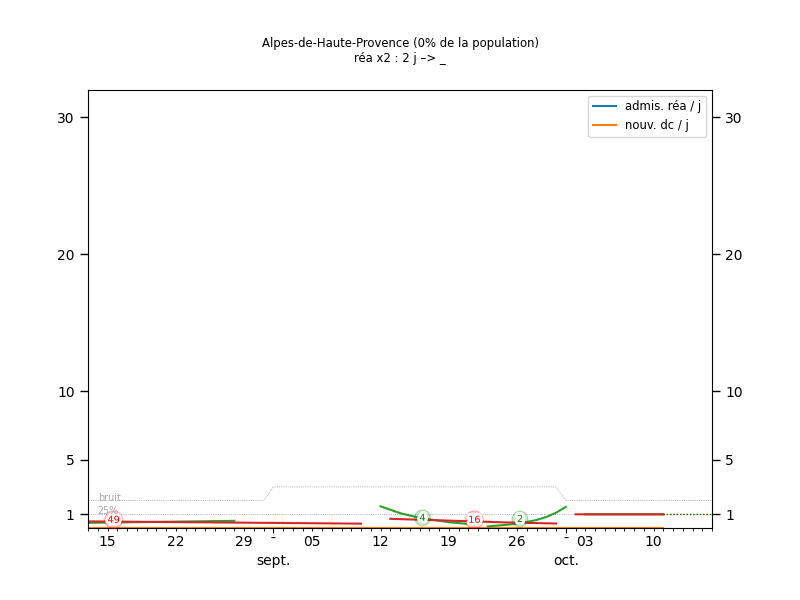 Alpes-de-Haute-Provence (0% de la population)
réa x2 : 2 j –> _
admis. réa / j
nouv. dc / j
30 30
20 20
10 10
5 5
bruit
25%
1 1
49 4 16 2
15 22 29 - 05 12 19 26 - 03 10
sept. oct.